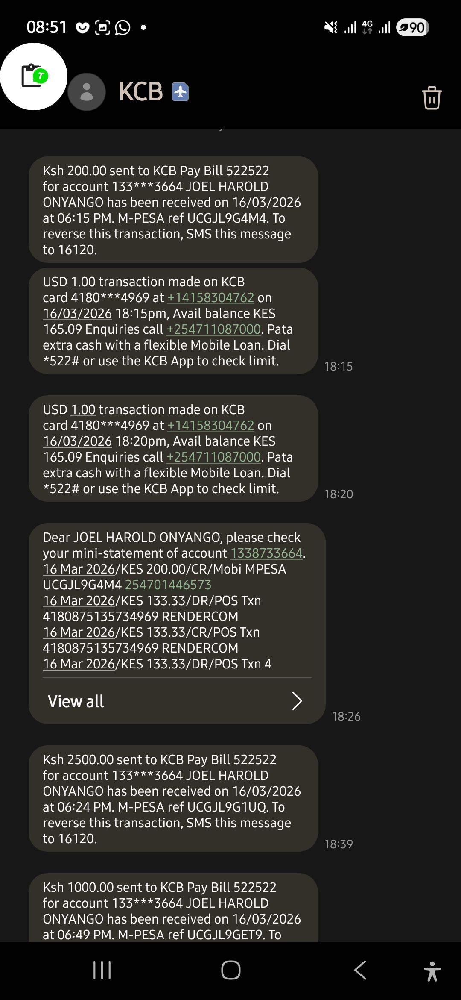 08:51
4G
90
T
KCB
Ksh 200.00 sent to KCB Pay Bill 522522
for account 133***3664 JOEL HAROLD
ONYANGO has been received on 16/03/2026
at 06:15 PM. M-PESA ref UCGJL9G4M4. To
reverse this transaction, SMS this message
to 16120.
USD 1.00 transaction made on KCB
card 4180***4969 at +14158304762 on
16/03/2026 18:15pm, Avail balance KES
165.09 Enquiries call +254711087000. Pata
extra cash with a flexible Mobile Loan. Dial
*522# or use the KCB App to check limit.
18:15
USD 1.00 transaction made on KCB
card 4180***4969 at +14158304762 on
16/03/2026 18:20pm, Avail balance KES
165.09 Enquiries call +254711087000. Pata
extra cash with a flexible Mobile Loan. Dial
*522# or use the KCB App to check limit.
18:20
Dear JOEL HAROLD ONYANGO, please check
your mini-statement of account 1338733664.
16 Mar 2026/KES 200.00/CR/Mobi MPESA
UCGJL9G4M4 254701446573
16 Mar 2026/KES 133.33/DR/POS Txn
4180875135734969 RENDERCOM
16 Mar 2026/KES 133.33/CR/POS Txn
4180875135734969 RENDERCOM
16 Mar 2026/KES 133.33/DR/POS Txn 4
View all
18:26
Ksh 2500.00 sent to KCB Pay Bill 522522
for account 133***3664 JOEL HAROLD
ONYANGO has been received on 16/03/2026
at 06:24 PM. M-PESA ref UCGJL9G1UQ. To
reverse this transaction, SMS this message
to 16120.
18:39
Ksh 1000.00 sent to KCB Pay Bill 522522
for account 133***3664 JOEL HAROLD
ONYANGO has been received on 16/03/2026
at 06:49 PM. M-PESA ref UCGJL9GET9. To